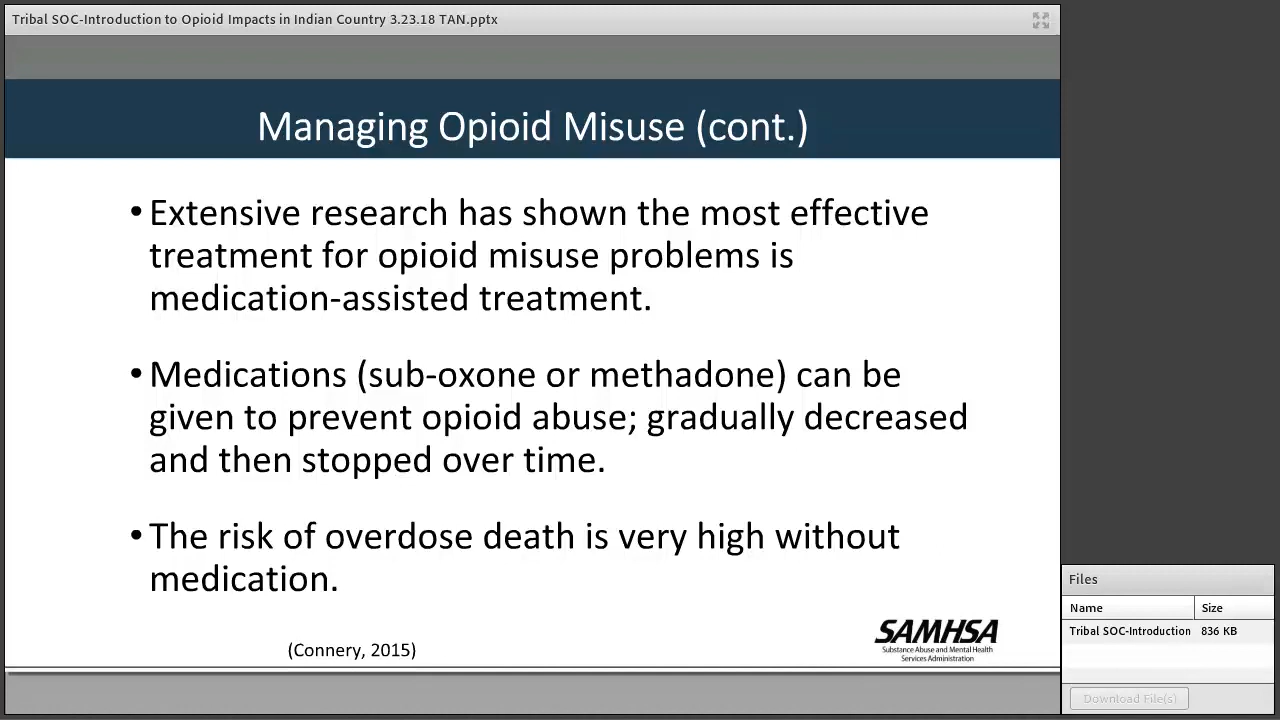 Tribal SOC-Introduction to Opioid Impacts in Indian Country 3.23.18 TAN.pptx
Managing Opioid Misuse (cont.)
•Extensive research has shown the most effective
treatment for opioid misuse problems is
medication-assisted treatment.
•Medications (sub-oxone or methadone) can be
given to prevent opioid abuse; gradually decreased
and then stopped over time.
•The risk of overdose death is very high without
medication.
(Connery, 2015)
SAMHSA
Substance Abuse and Mental Health
Services Administration
Files
Name Size
Tribal SOC-Introduction 836 KB
Download File(s)